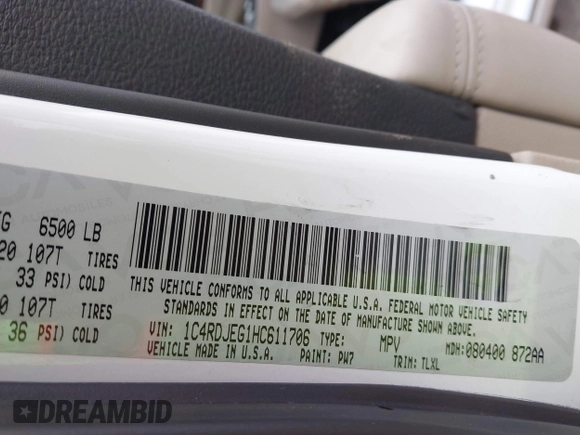 KG 6500 LB
20 107T TIRES
33 PSI) COLD
0 107T TIRES
36 PSI) COLD
THIS VEHICLE CONFORMS TO ALL APPLICABLE U.S.A. FEDERAL MOTOR VEHICLE SAFETY
STANDARDS IN EFFECT ON THE DATE OF MANUFACTURE SHOWN ABOVE.
VIN: 1C4RDJEG1HC611706 TYPE: MPV MDH:080400 872AA
VEHICLE MADE IN U.S.A. PAINT: PW7 TRIM: TLXL
DREAMBID